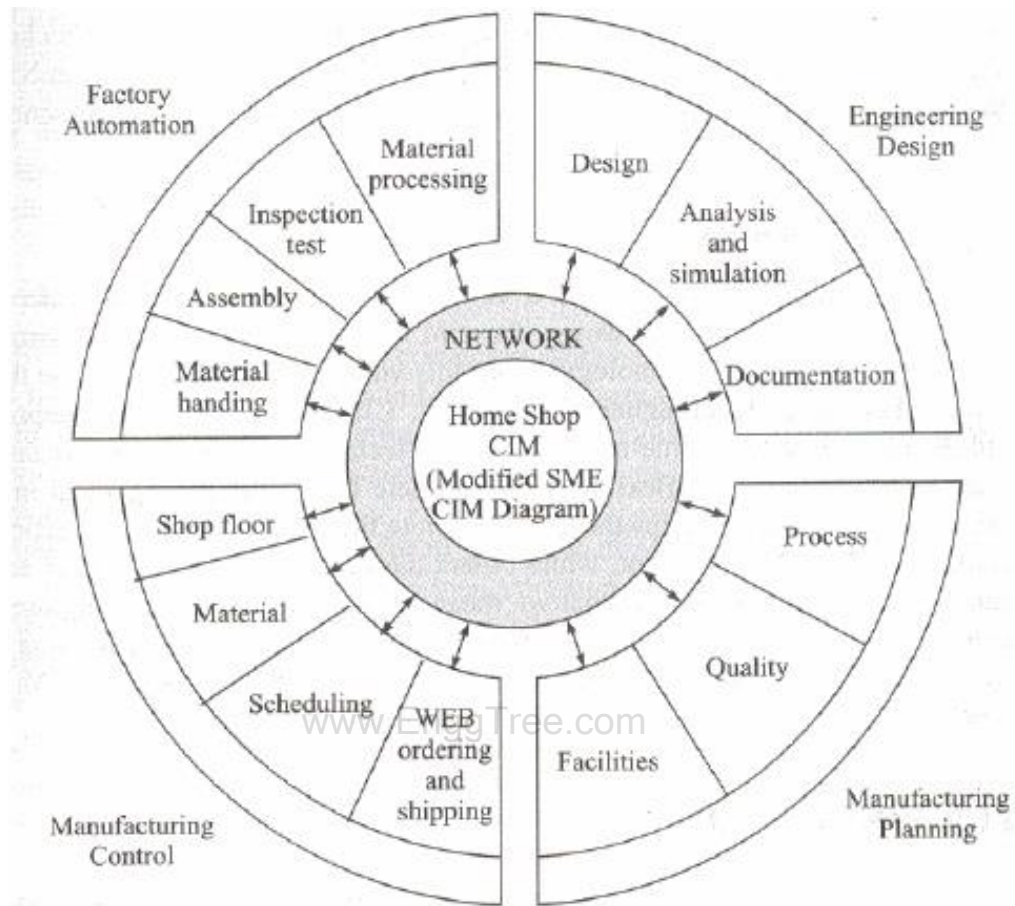 Factory
Automation
Material
processing
Inspection
test
Assembly
Material
handing
Design
Analysis
and
simulation
Documentation
Engineering
Design
NETWORK
Home Shop
CIM
(Modified SME
CIM Diagram)
Shop floor
Material
Scheduling
WEB
ordering
and
shipping
Manufacturing
Control
Process
Quality
Facilities
Manufacturing
Planning
www.EnggTree.com